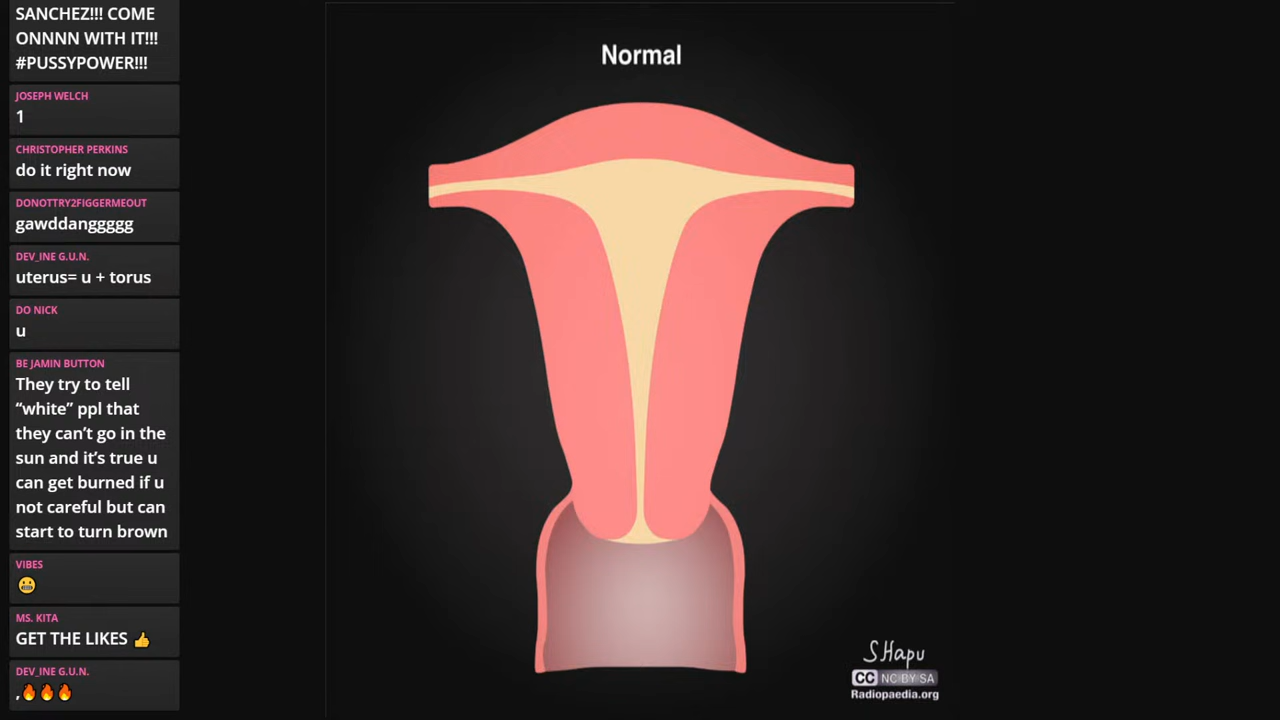 SANCHEZ!!! COME
ONNNN WITH IT!!!
#PUSSYPOWER!!!
JOSEPH WELCH
1
CHRISTOPHER PERKINS
do it right now
DONOTTRY2FIGGERMEOUT
gawddanggggg
DEV_INE G.U.N.
uterus= u + torus
DO NICK
u
BE JAMIN BUTTON
They try to tell
“white” ppl that
they can’t go in the
sun and it’s true u
can get burned if u
not careful but can
start to turn brown
VIBES
😬
MS. KITA
GET THE LIKES 👍
DEV_INE G.U.N.
,🔥🔥🔥
Normal
SHapu
CC NC BY SA
Radiopaedia.org